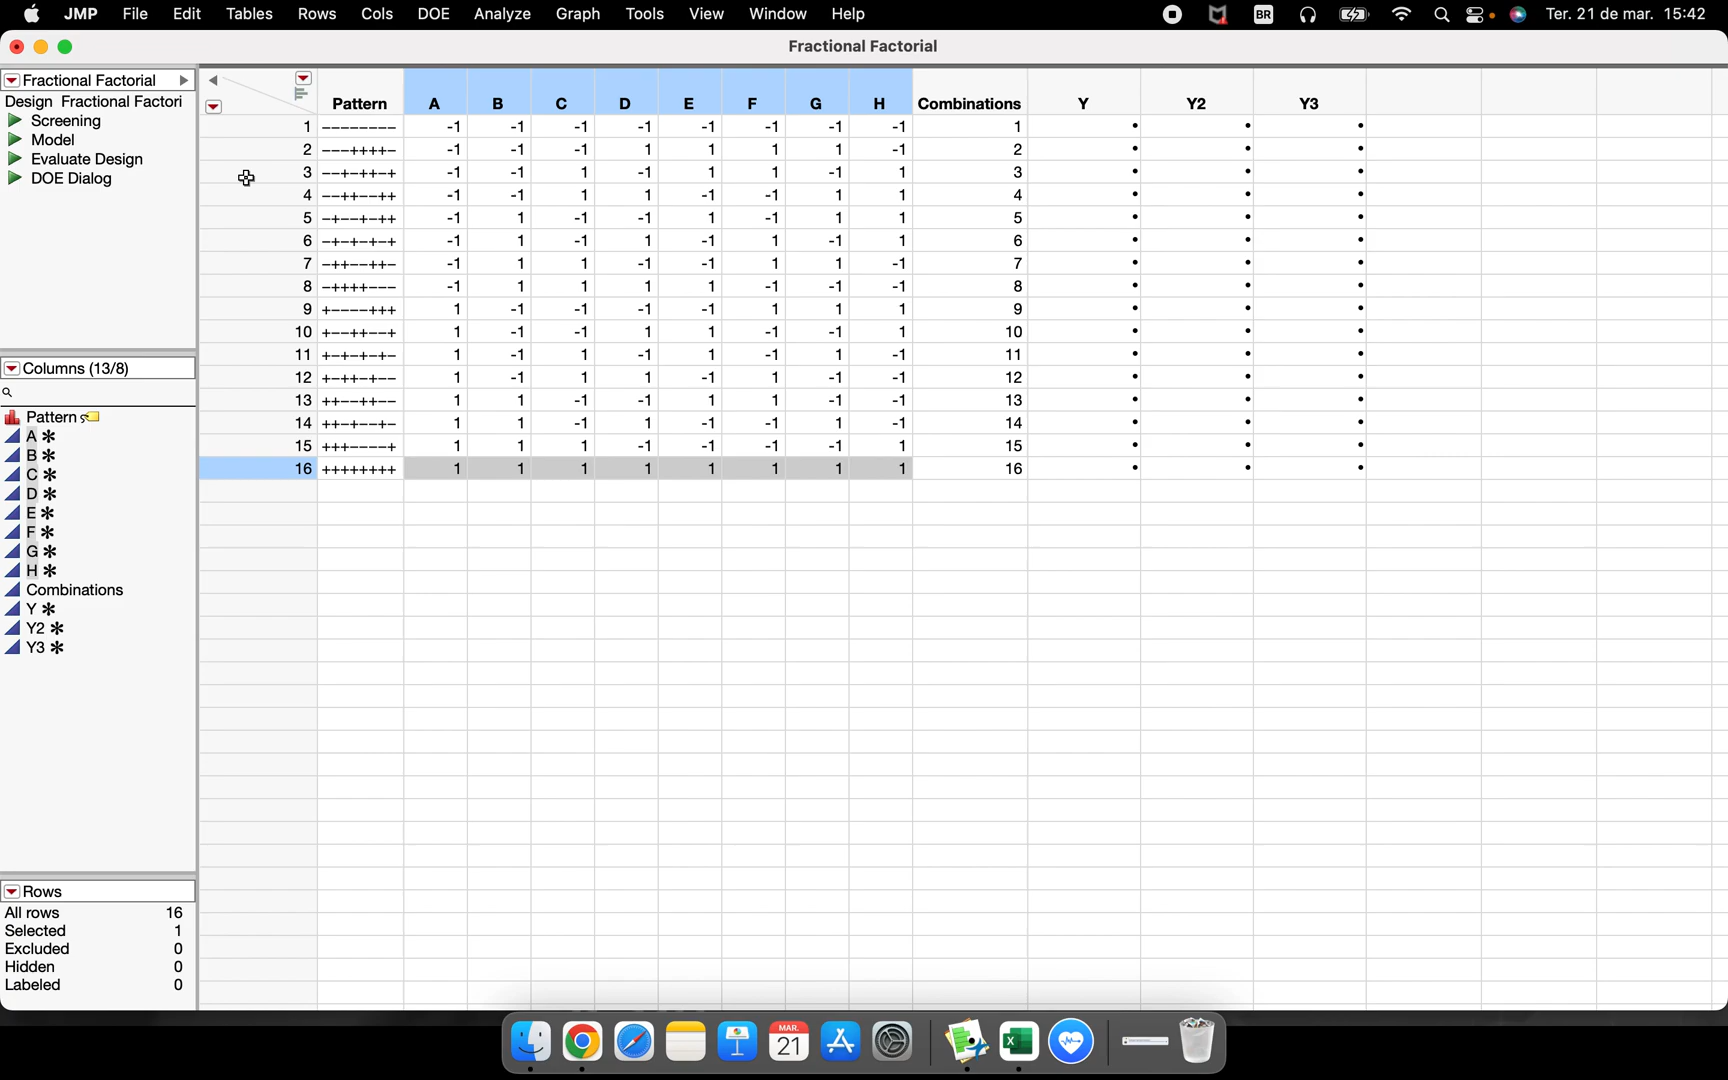 JMP File Edit Tables Rows Cols DOE Analyze Graph Tools View Window Help BR Ter. 21 de mar. 15:42
Fractional Factorial
Fractional Factorial
Design Fractional Factori
Screening
Model
Evaluate Design
DOE Dialog
Columns (13/8)
Pattern
A
B
C
D
E
F
G
H
Combinations
Y
Y2
Y3
Rows
All rows 16
Selected 1
Excluded 0
Hidden 0
Labeled 0
Pattern A B C D E F G H Combinations Y Y2 Y3
1 −−−−−−−− -1 -1 -1 -1 -1 -1 -1 -1 1 • • •
2 −−−++++− -1 -1 -1 1 1 1 1 -1 2 • • •
3 −−+−++−+ -1 -1 1 -1 1 1 -1 1 3 • • •
4 −−++−−++ -1 -1 1 1 -1 -1 1 1 4 • • •
5 −+−−+−++ -1 1 -1 -1 1 -1 1 1 5 • • •
6 −+−+−+−+ -1 1 -1 1 -1 1 -1 1 6 • • •
7 −++−−++− -1 1 1 -1 -1 1 1 -1 7 • • •
8 −++++−−− -1 1 1 1 1 -1 -1 -1 8 • • •
9 +−−−−+++ 1 -1 -1 -1 -1 1 1 1 9 • • •
10 +−−++−−+ 1 -1 -1 1 1 -1 -1 1 10 • • •
11 +−+−+−+− 1 -1 1 -1 1 -1 1 -1 11 • • •
12 +−++−+−− 1 -1 1 1 -1 1 -1 -1 12 • • •
13 ++−−++−− 1 1 -1 -1 1 1 -1 -1 13 • • •
14 ++−+−−+− 1 1 -1 1 -1 -1 1 -1 14 • • •
15 +++−−−−+ 1 1 1 -1 -1 -1 -1 1 15 • • •
16 ++++++++ 1 1 1 1 1 1 1 1 16 • • •
MAR.
21